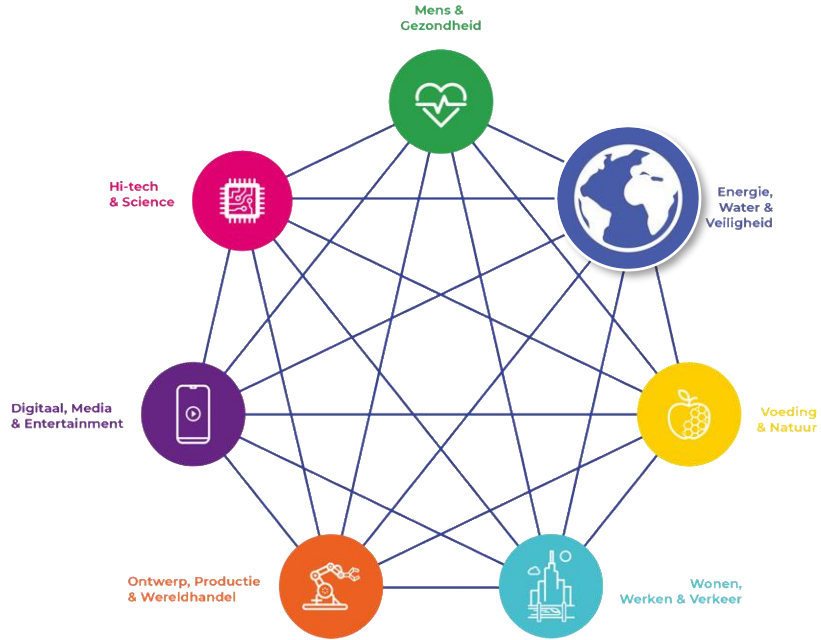 Mens &
Gezondheid
Hi-tech
& Science
Energie,
Water &
Veiligheid
Digitaal, Media
& Entertainment
Voeding
& Natuur
Ontwerp, Productie
& Wereldhandel
Wonen,
Werken & Verkeer